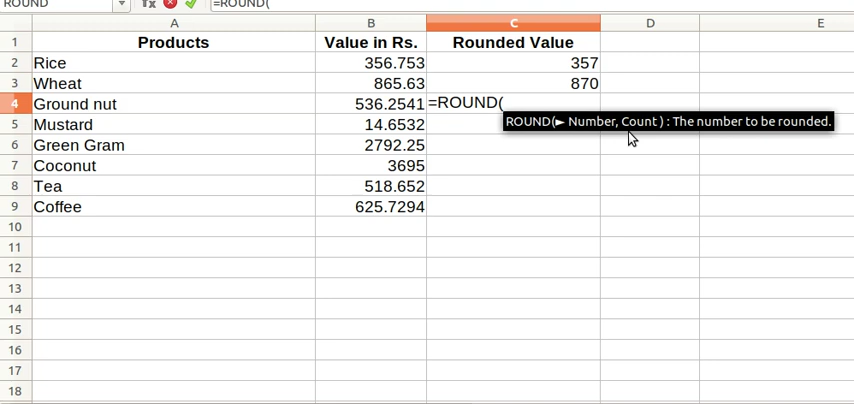 ROUND =ROUND(
A B C D E
1 Products Value in Rs. Rounded Value
2 Rice 356.753 357
3 Wheat 865.63 870
4 Ground nut 536.2541 =ROUND(
ROUND(► Number, Count ) : The number to be rounded.
5 Mustard 14.6532
6 Green Gram 2792.25
7 Coconut 3695
8 Tea 518.652
9 Coffee 625.7294
10
11
12
13
14
15
16
17
18